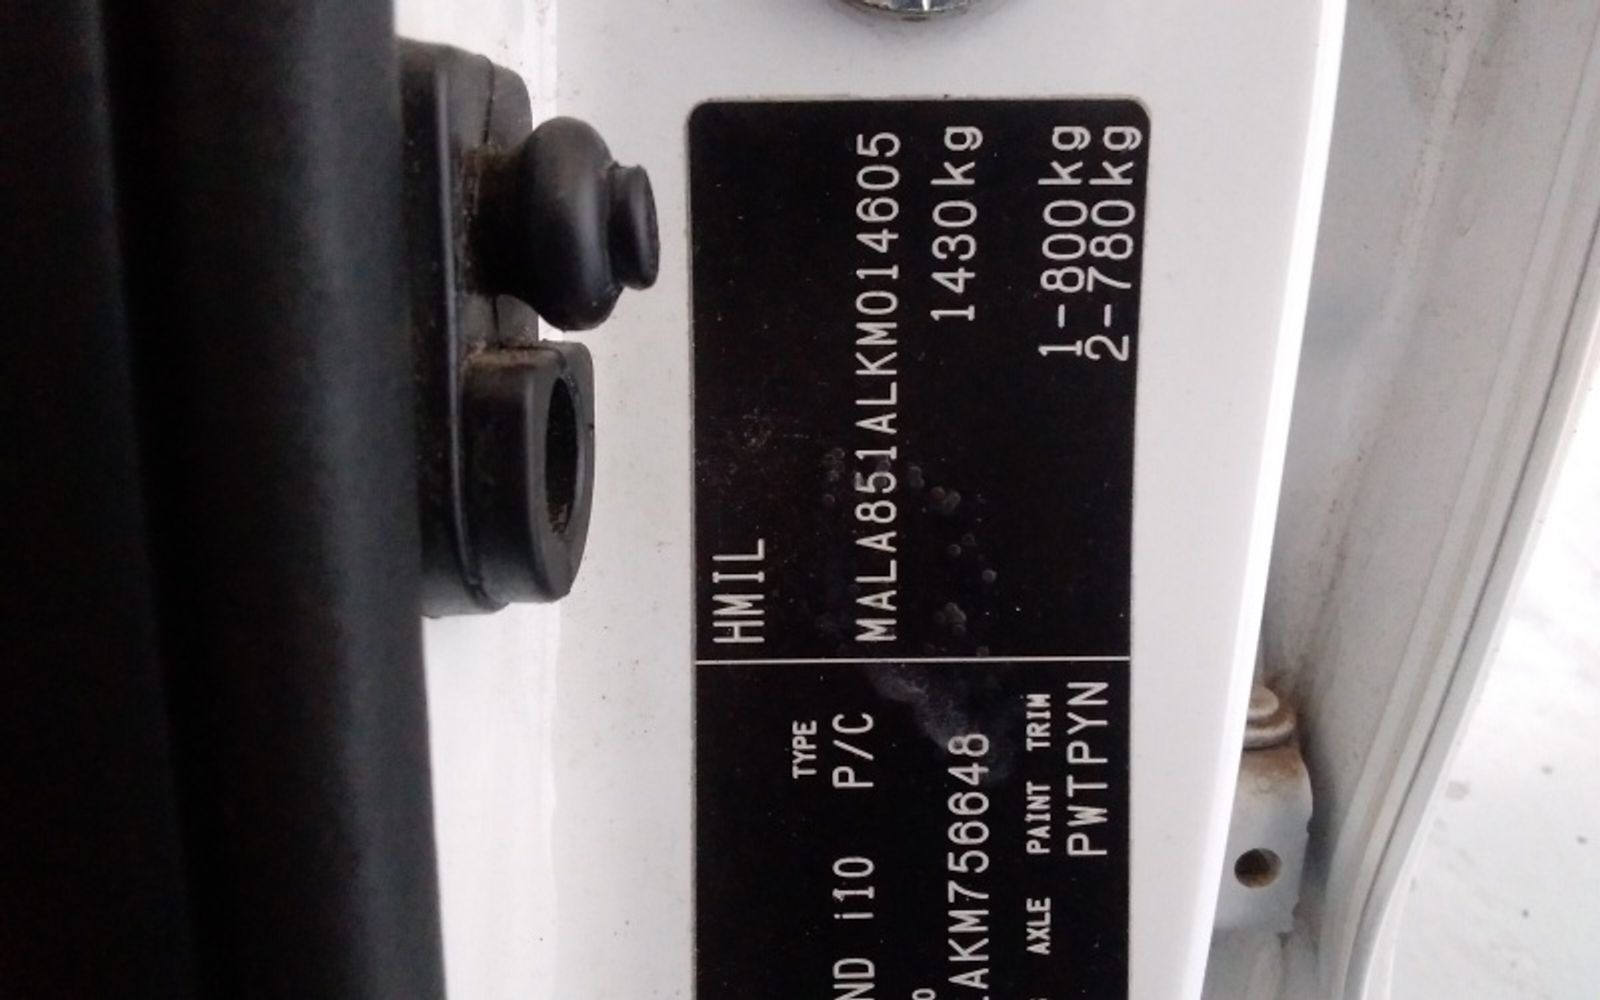 HMIL
MALA851ALKM014605
1430kg
1-800kg
2-780kg
TYPE
ND i10 P/C
AKM756648
AXLE PAINT TRIM
PWTPYN